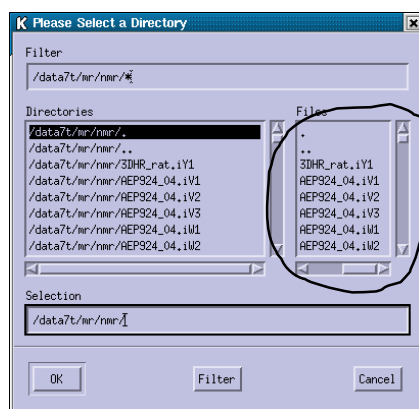 Please Select a Directory
Filter
/data7t/mr/nmr/*
Directories
/data7t/mr/nmr/.
/data7t/mr/nmr/..
/data7t/mr/nmr/3DHR_rat.iY1
/data7t/mr/nmr/AEP924_04.iV1
/data7t/mr/nmr/AEP924_04.iV2
/data7t/mr/nmr/AEP924_04.iV3
/data7t/mr/nmr/AEP924_04.iW1
/data7t/mr/nmr/AEP924_04.iW2
Files
.
..
3DHR_rat.iY1
AEP924_04.iV1
AEP924_04.iV2
AEP924_04.iV3
AEP924_04.iW1
AEP924_04.iW2
Selection
/data7t/mr/nmr/
OK
Filter
Cancel